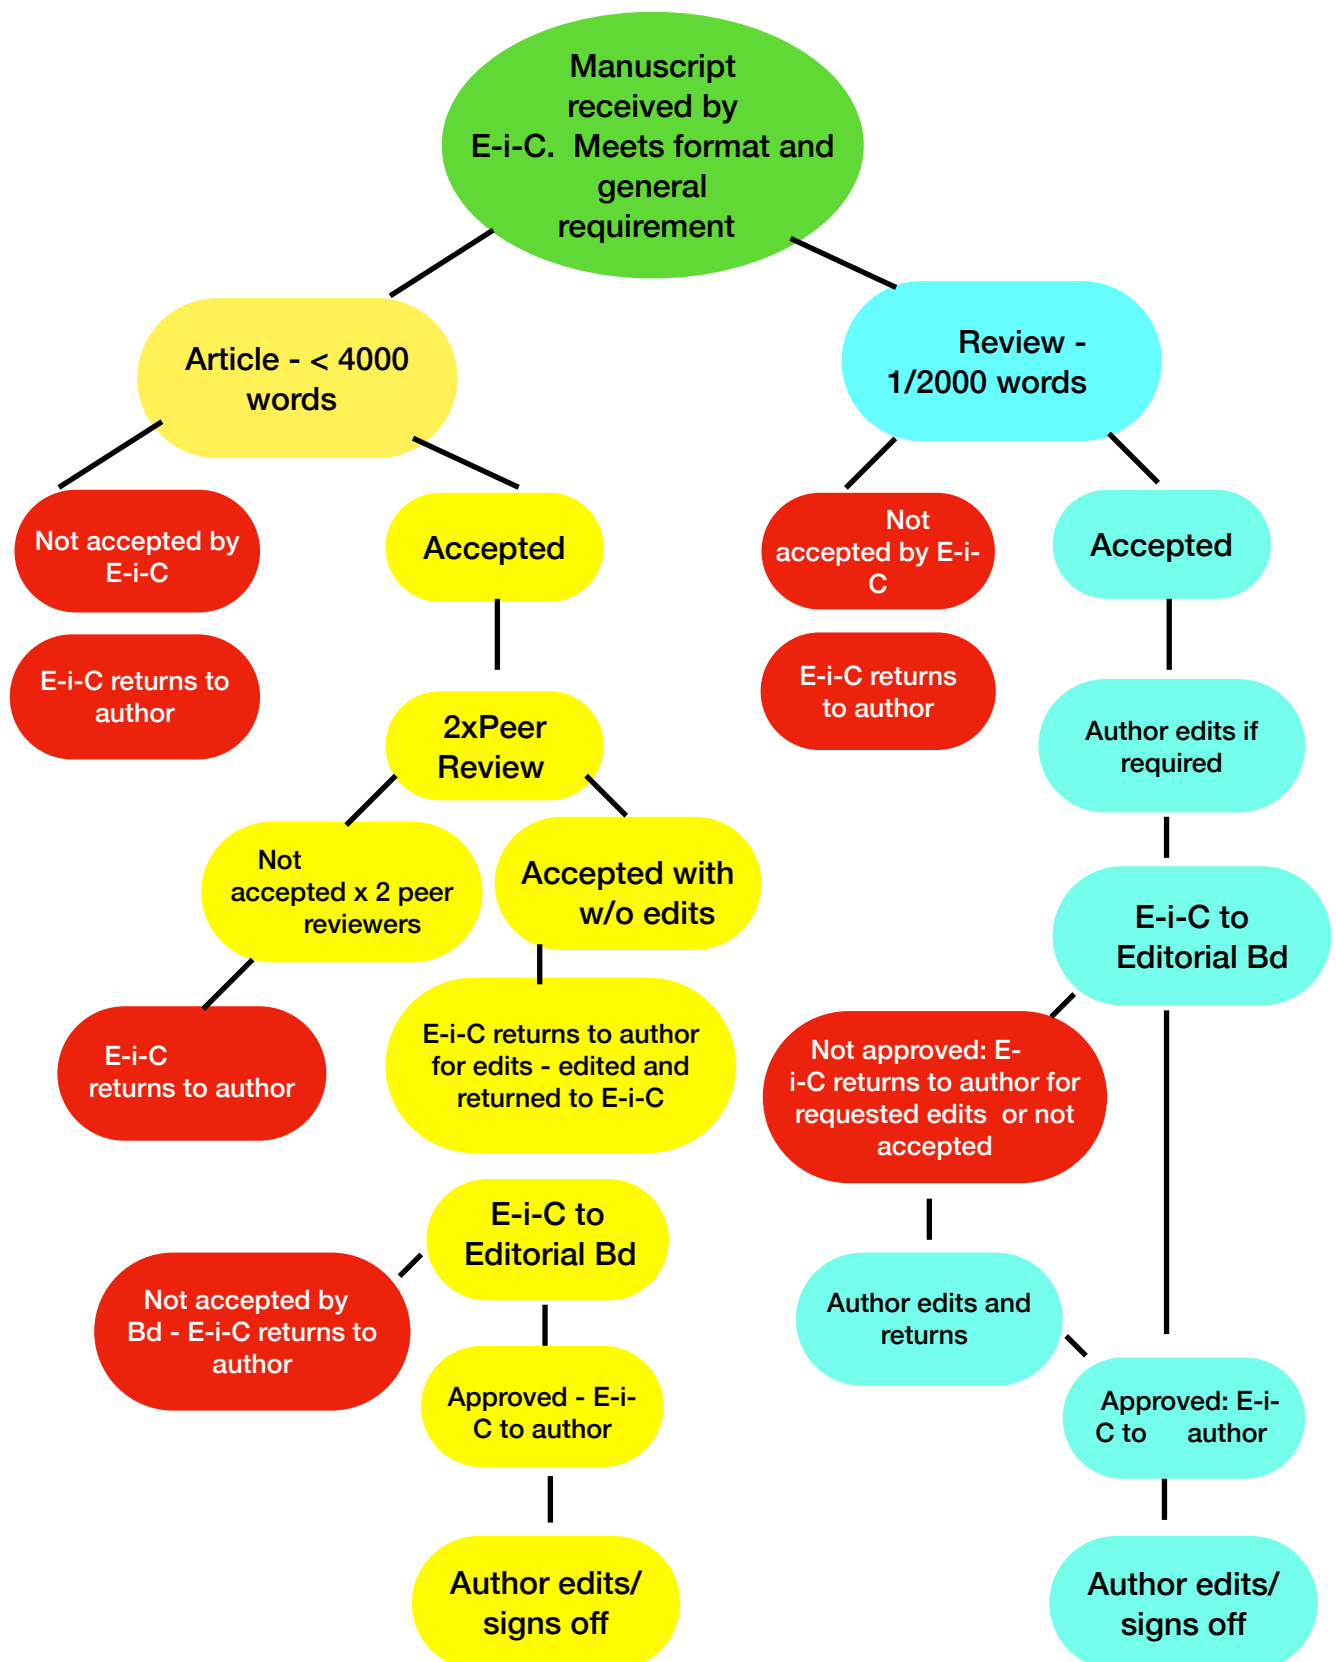 Manuscript
received by
E-i-C.  Meets format and
general
requirement
Article - < 4000
words
Review -
1/2000 words
Not accepted by
E-i-C
Accepted
Not
accepted by E-i-
C
Accepted
E-i-C returns to
author
E-i-C returns
to author
2xPeer
Review
Author edits if
required
Not
accepted x 2 peer
reviewers
Accepted with
w/o edits
E-i-C to
Editorial Bd
E-i-C
returns to author
E-i-C returns to author
for edits - edited and
returned to E-i-C
Not approved: E-
i-C returns to author for
requested edits  or not
accepted
E-i-C to
Editorial Bd
Not accepted by
Bd - E-i-C returns to
author
Author edits and
returns
Approved - E-i-
C to author
Approved: E-i-
C to author
Author edits/
signs off
Author edits/
signs off